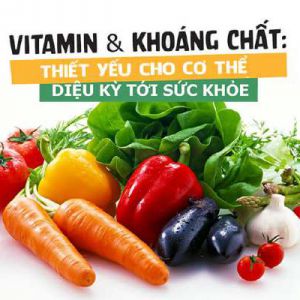 VITAMIN & KHOÁNG CHẤT:
THIẾT YẾU CHO CƠ THỂ
DIỆU KỲ TỚI SỨC KHỎE